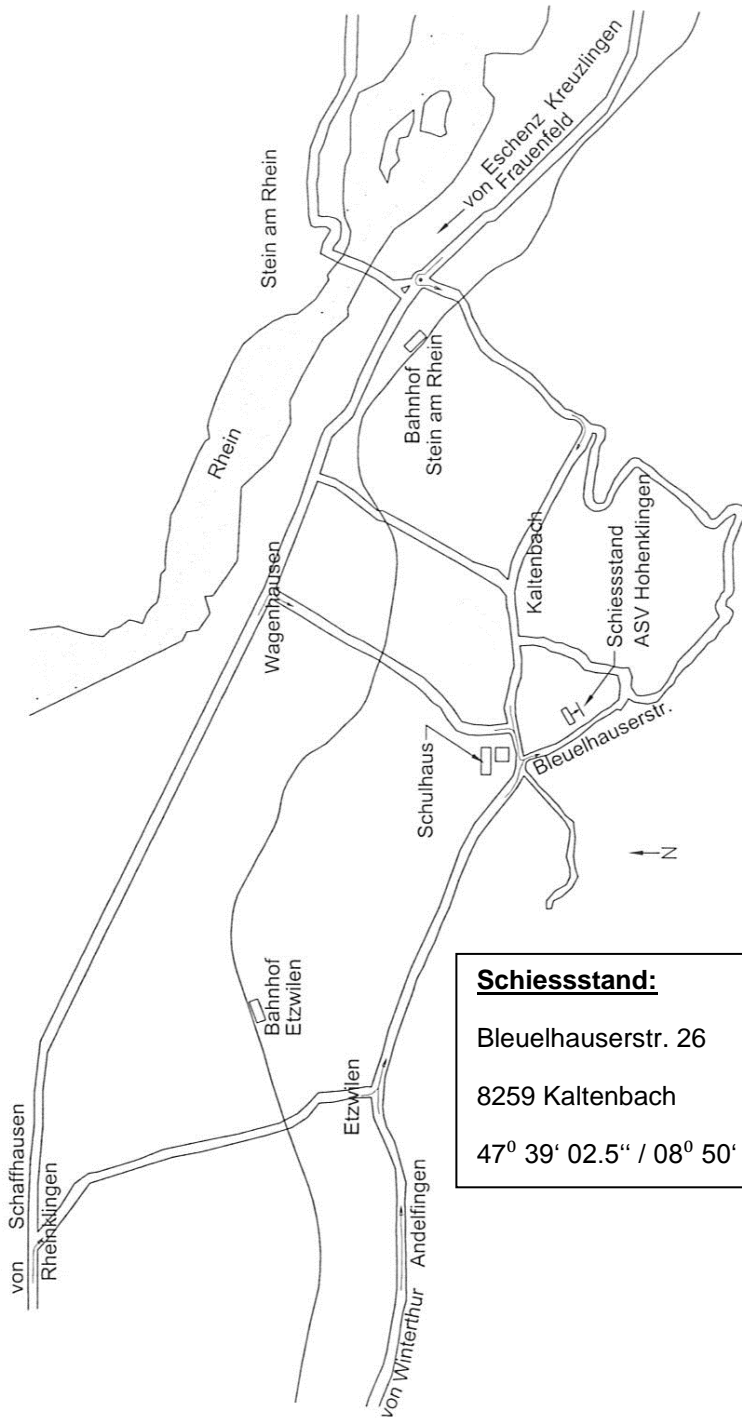 Stein am Rhein
Rhein
von Eschenz Kreuzlingen
Frauenfeld
Bahnhof
Stein am Rhein
Wagenhausen
Kaltenbach
Schiessstand
ASV Hohenklingen
Schulhaus
Bleuelhauserstr.
N
Bahnhof
Etzwilen
Etzwilen
von Schaffhausen
Rheinklingen
von Winterthur Andelfingen
Schiessstand:
Bleuelhauserstr. 26
8259 Kaltenbach
47⁰ 39‘ 02.5‘‘ / 08⁰ 50‘